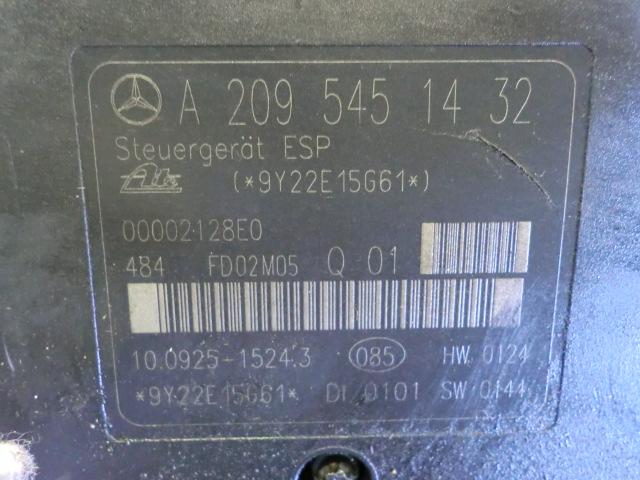 A 209 545 14 32
Steuergerät ESP
Ate (*9Y22E15G61*)
00002128E0
484 FD02M05 Q 01
10.0925-1524.3 085 HW 0124
*9Y22E15G61* DI 0101 SW 0144